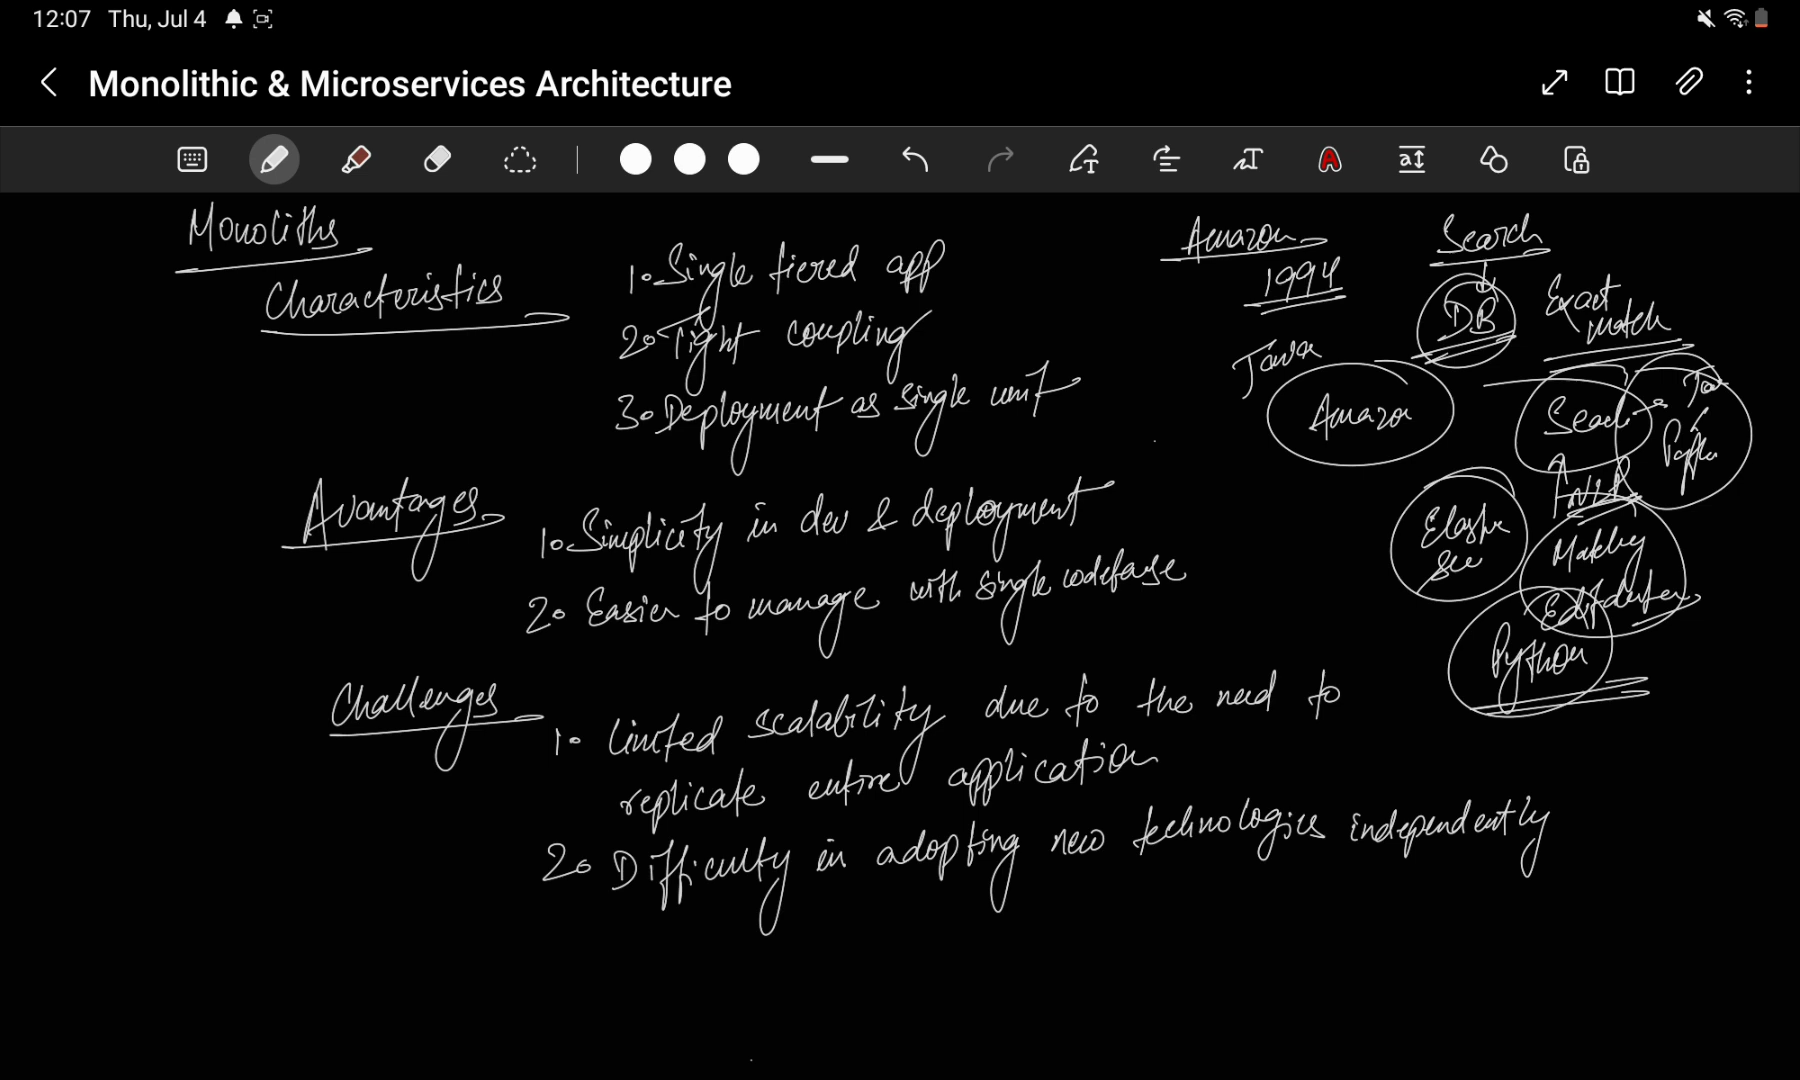 12:07 Thu, Jul 4
Monolithic & Microservices Architecture
Monoliths
Characteristics
1. Single tiered app
2. Tight coupling
3. Deployment as single unit
Avantages
1. Simplicity in dev & deployment
2. Easier to manage with single codebase
Challenges
1. Limited scalability due to the need to
replicate entire application
2. Difficulty in adopting new technologies independently
Amazon
1994
Java
Amazon
Search
DB
Exact
match
Search
Elastic
Python